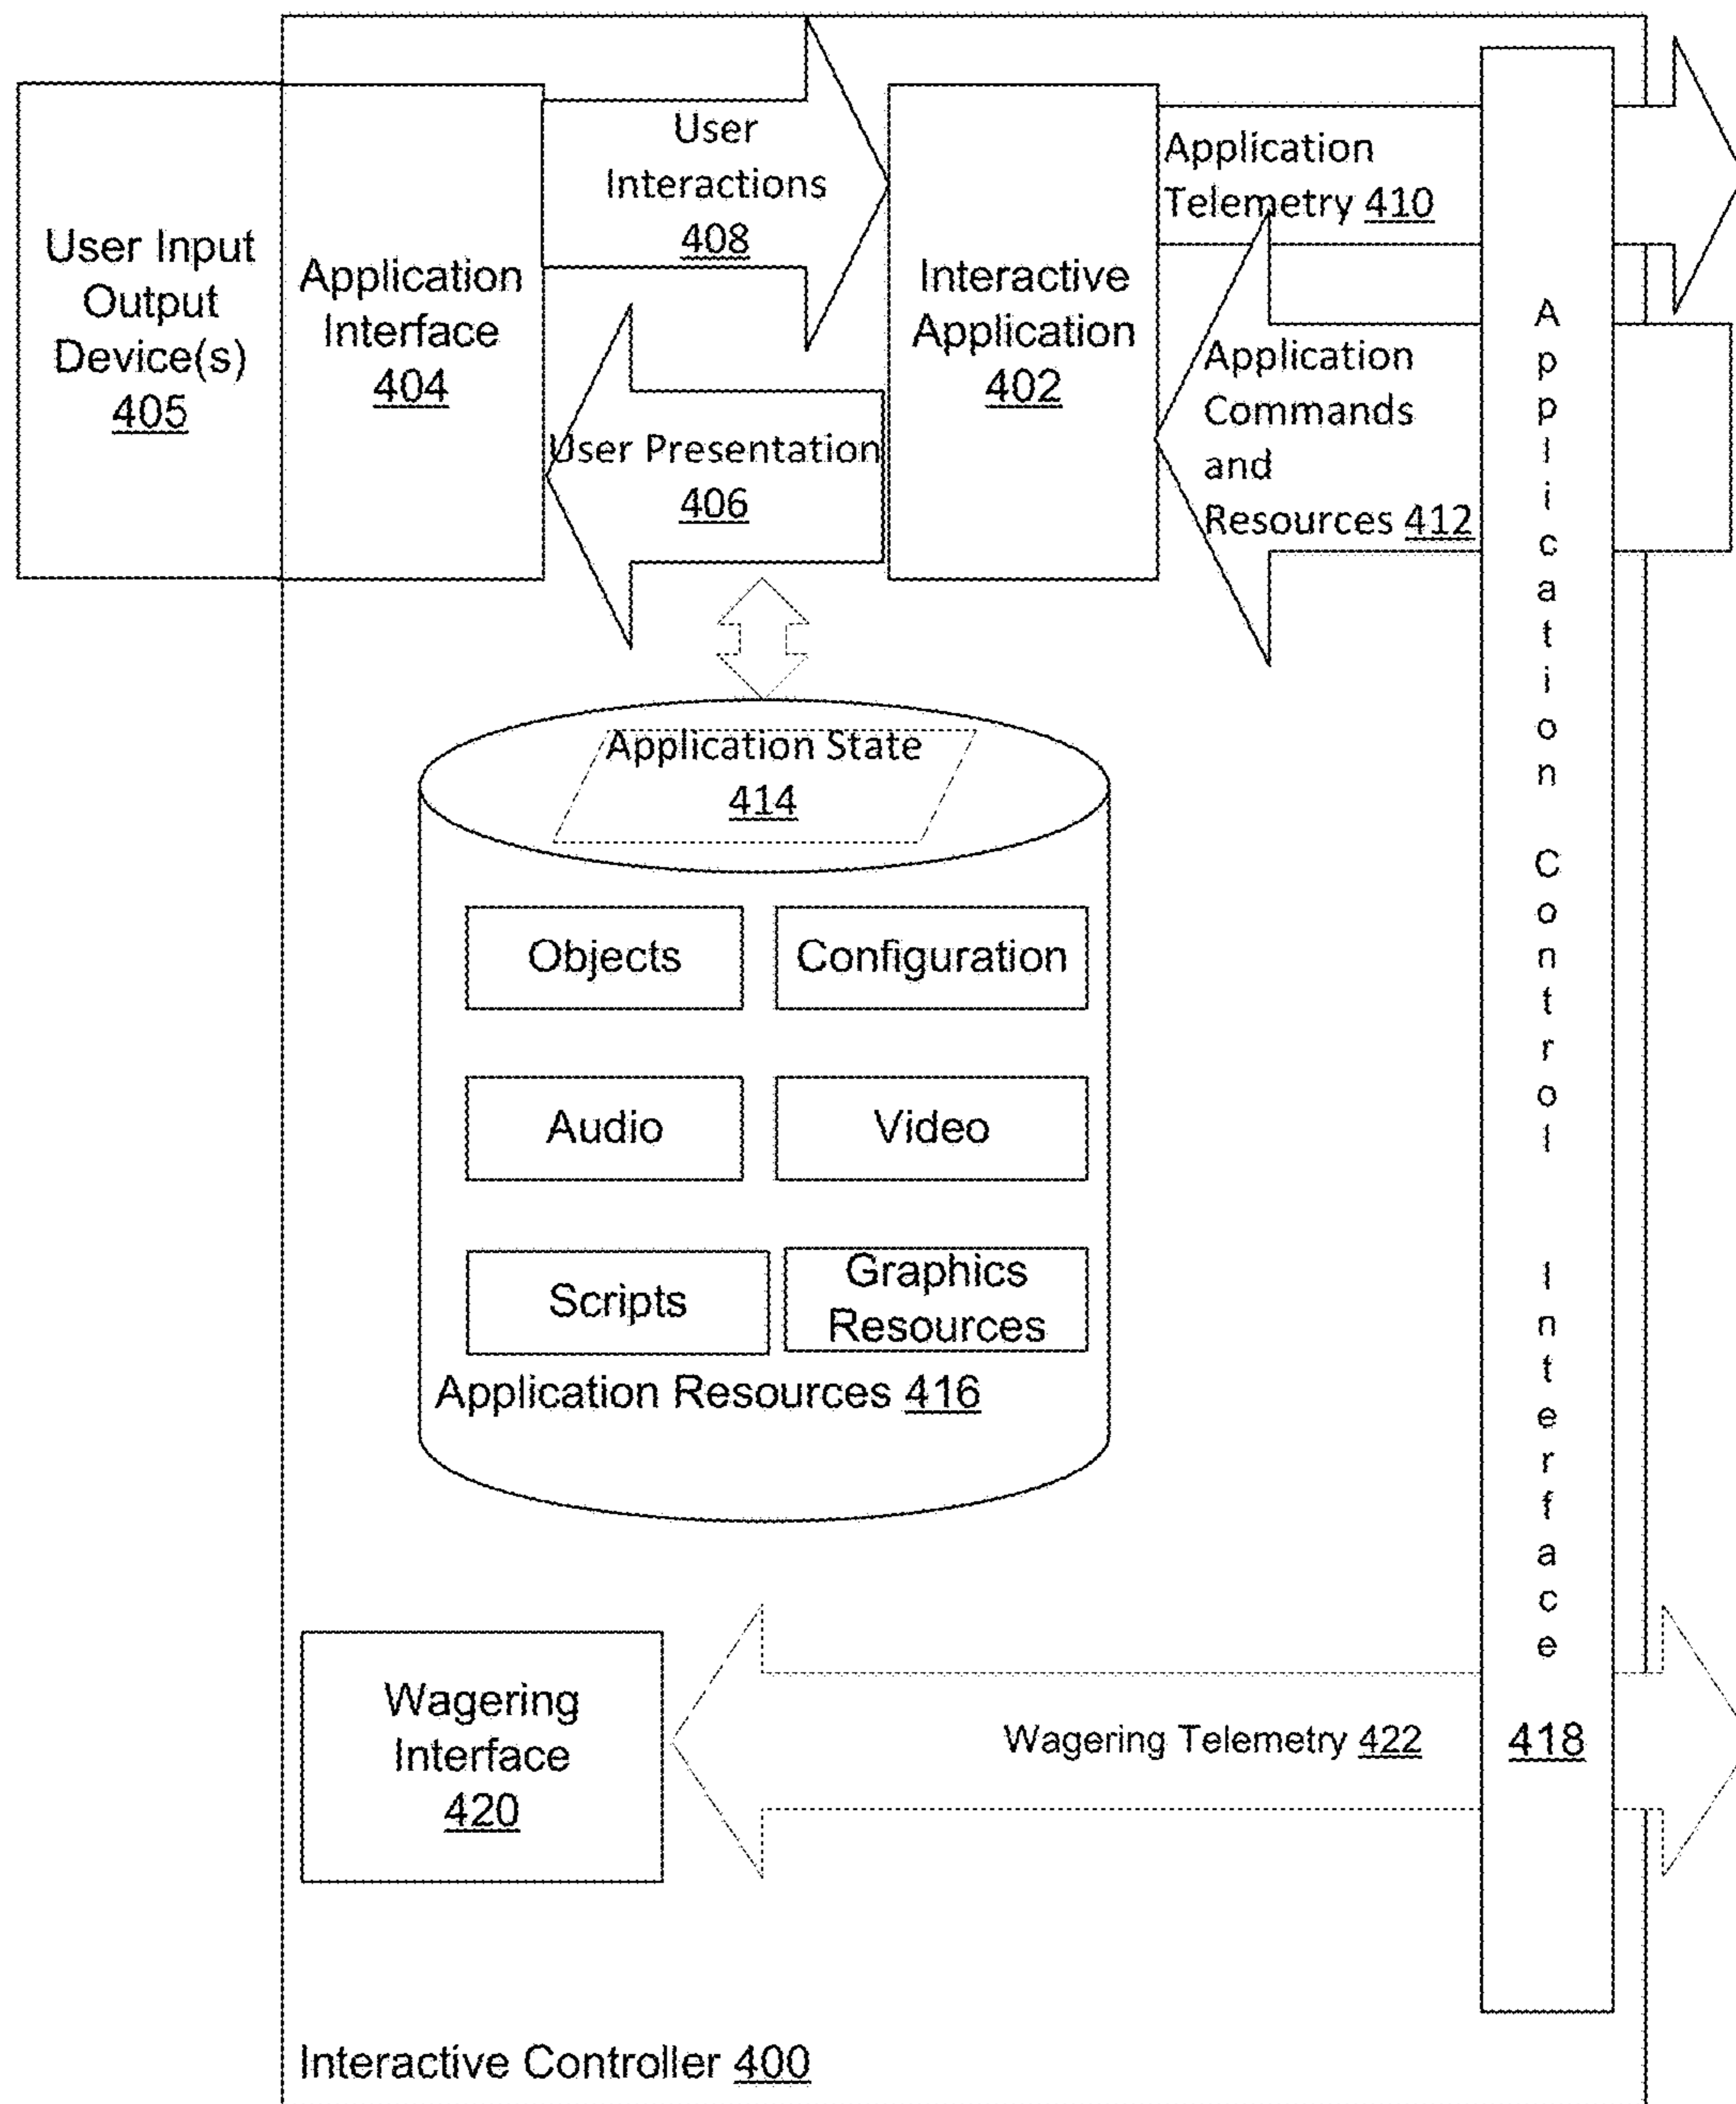 User Input
Output
Device(s)
405
Application
Interface
404
User
Interactions
408
User Presentation
406
Interactive
Application
402
Application
Telemetry 410
Application
Commands
and
Resources 412
Application Control Interface
418
Application State
414
Objects
Configuration
Audio
Video
Scripts
Graphics
Resources
Application Resources 416
Wagering
Interface
420
Wagering Telemetry 422
Interactive Controller 400